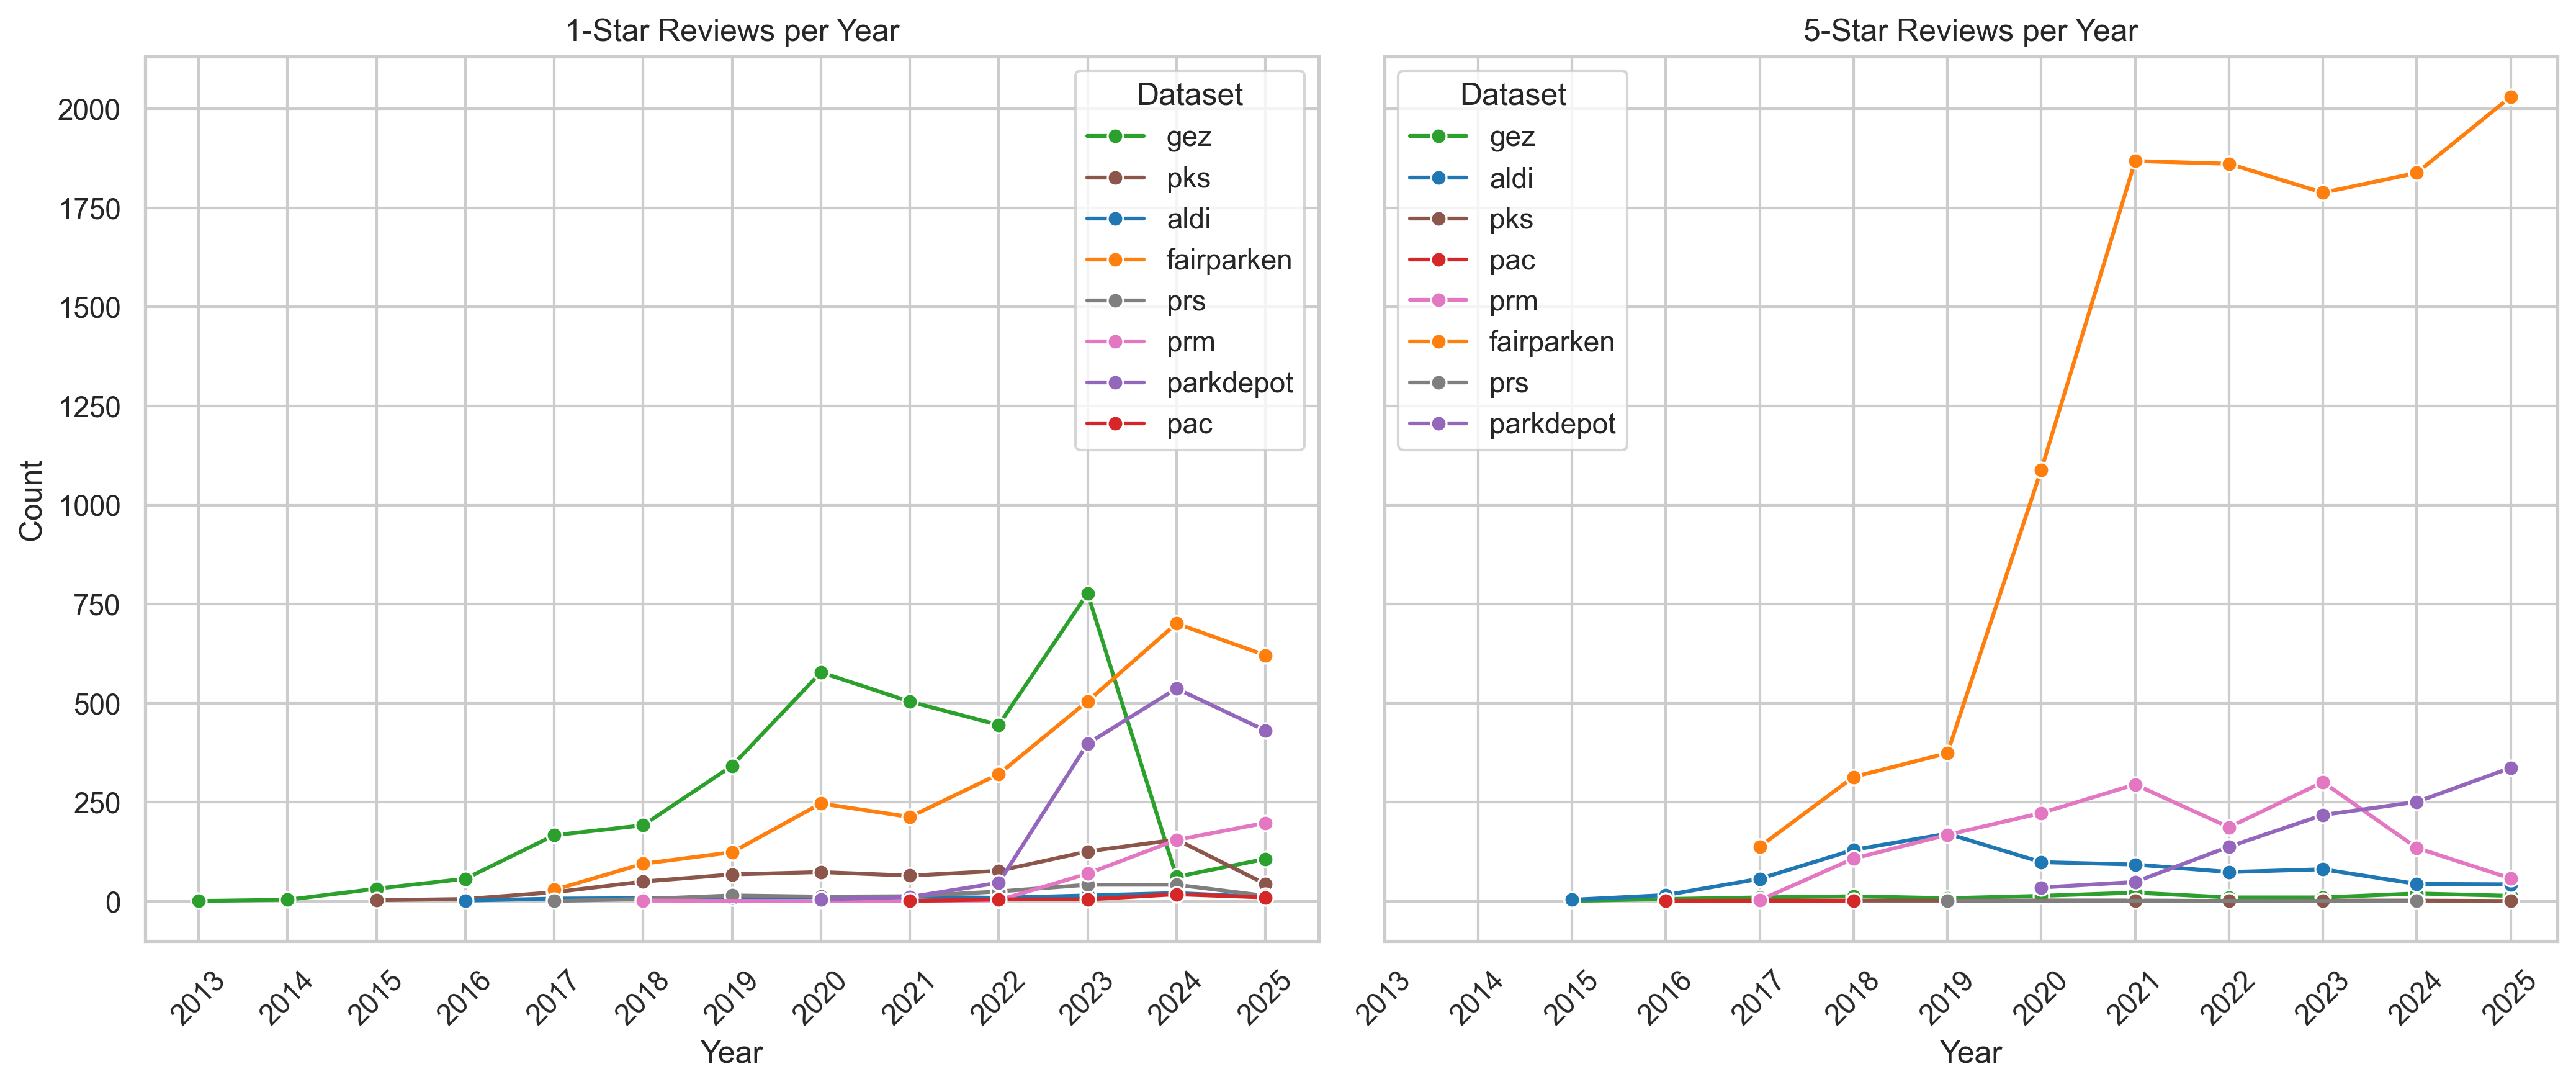 1-Star Reviews per Year
Count
2000
1750
1500
1250
1000
750
500
250
0
Dataset
gez
pks
aldi
fairparken
prs
prm
parkdepot
pac
2013
2014
2015
2016
2017
2018
2019
2020
2021
2022
2023
2024
2025
Year
5-Star Reviews per Year
Dataset
gez
aldi
pks
pac
prm
fairparken
prs
parkdepot
2013
2014
2015
2016
2017
2018
2019
2020
2021
2022
2023
2024
2025
Year